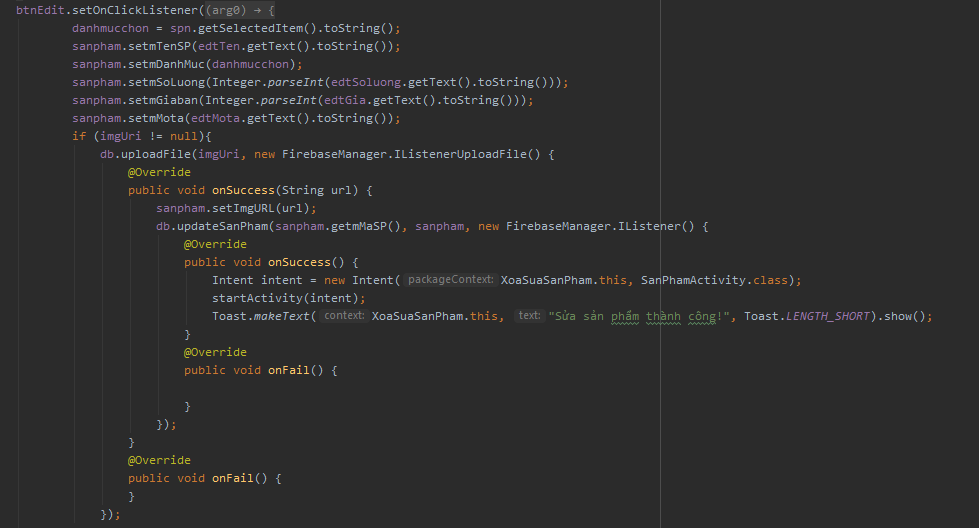 btnEdit.setOnClickListener((arg0) → {
danhmucchon = spn.getSelectedItem().toString();
sanpham.setmTenSP(edtTen.getText().toString());
sanpham.setmDanhMuc(danhmucchon);
sanpham.setmSoLuong(Integer.parseInt(edtSoluong.getText().toString()));
sanpham.setmGiaban(Integer.parseInt(edtGia.getText().toString()));
sanpham.setmMota(edtMota.getText().toString());
if (imgUri != null){
db.uploadFile(imgUri, new FirebaseManager.IListenerUploadFile() {
@Override
public void onSuccess(String url) {
sanpham.setImgURL(url);
db.updateSanPham(sanpham.getmMaSP(), sanpham, new FirebaseManager.IListener() {
@Override
public void onSuccess() {
Intent intent = new Intent( packageContext: XoaSuaSanPham.this, SanPhamActivity.class);
startActivity(intent);
Toast.makeText( context: XoaSuaSanPham.this, text: "Sửa sản phẩm thành công!", Toast.LENGTH_SHORT).show();
}
@Override
public void onFail() {
}
});
}
@Override
public void onFail() {
}
});